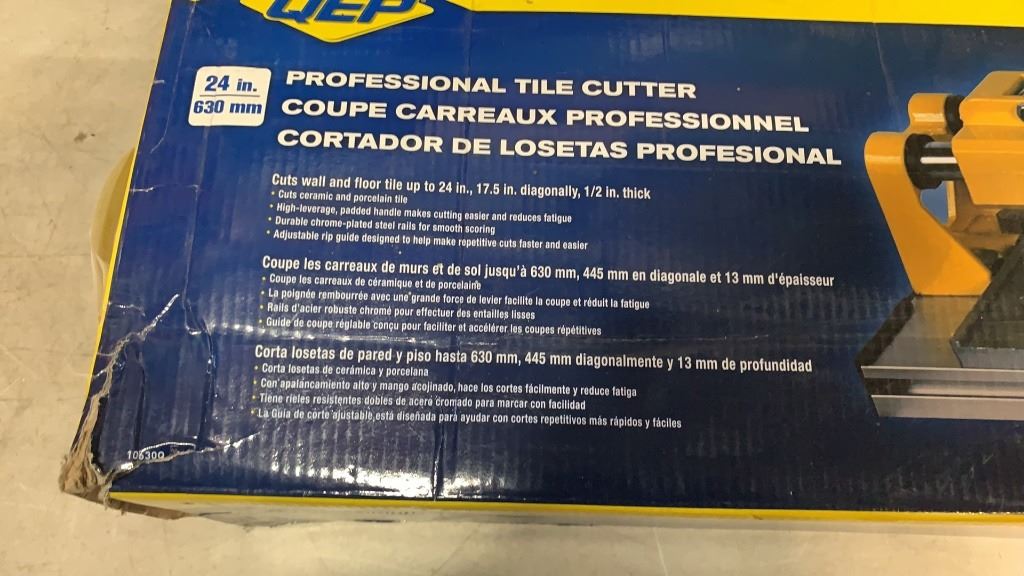 QEP
24 in.
630 mm
PROFESSIONAL TILE CUTTER
COUPE CARREAUX PROFESSIONNEL
CORTADOR DE LOSETAS PROFESIONAL
Cuts wall and floor tile up to 24 in., 17.5 in. diagonally, 1/2 in. thick
• Cuts ceramic and porcelain tile
• High-leverage, padded handle makes cutting easier and reduces fatigue
• Durable chrome-plated steel rails for smooth scoring
• Adjustable rip guide designed to help make repetitive cuts faster and easier
Coupe les carreaux de murs et de sol jusqu'à 630 mm, 445 mm en diagonale et 13 mm d'épaisseur
• Coupe les carreaux de céramique et de porcelaine
• La poignée rembourrée avec une grande force de levier facilite la coupe et réduit la fatigue
• Rails d'acier robuste chromé pour effectuer des entailles lisses
• Guide de coupe réglable conçu pour faciliter et accélérer les coupes répétitives
Corta losetas de pared y piso hasta 630 mm, 445 mm diagonalmente y 13 mm de profundidad
• Corta losetas de cerámica y porcelana
• Con apalancamiento alto y mango acojinado, hace los cortes fácilmente y reduce fatiga
• Tiene rieles resistentes dobles de acero cromado para marcar con facilidad
• La Guia de corte ajustable está diseñada para ayudar con cortes repetitivos más rápidos y fáciles
10630Q